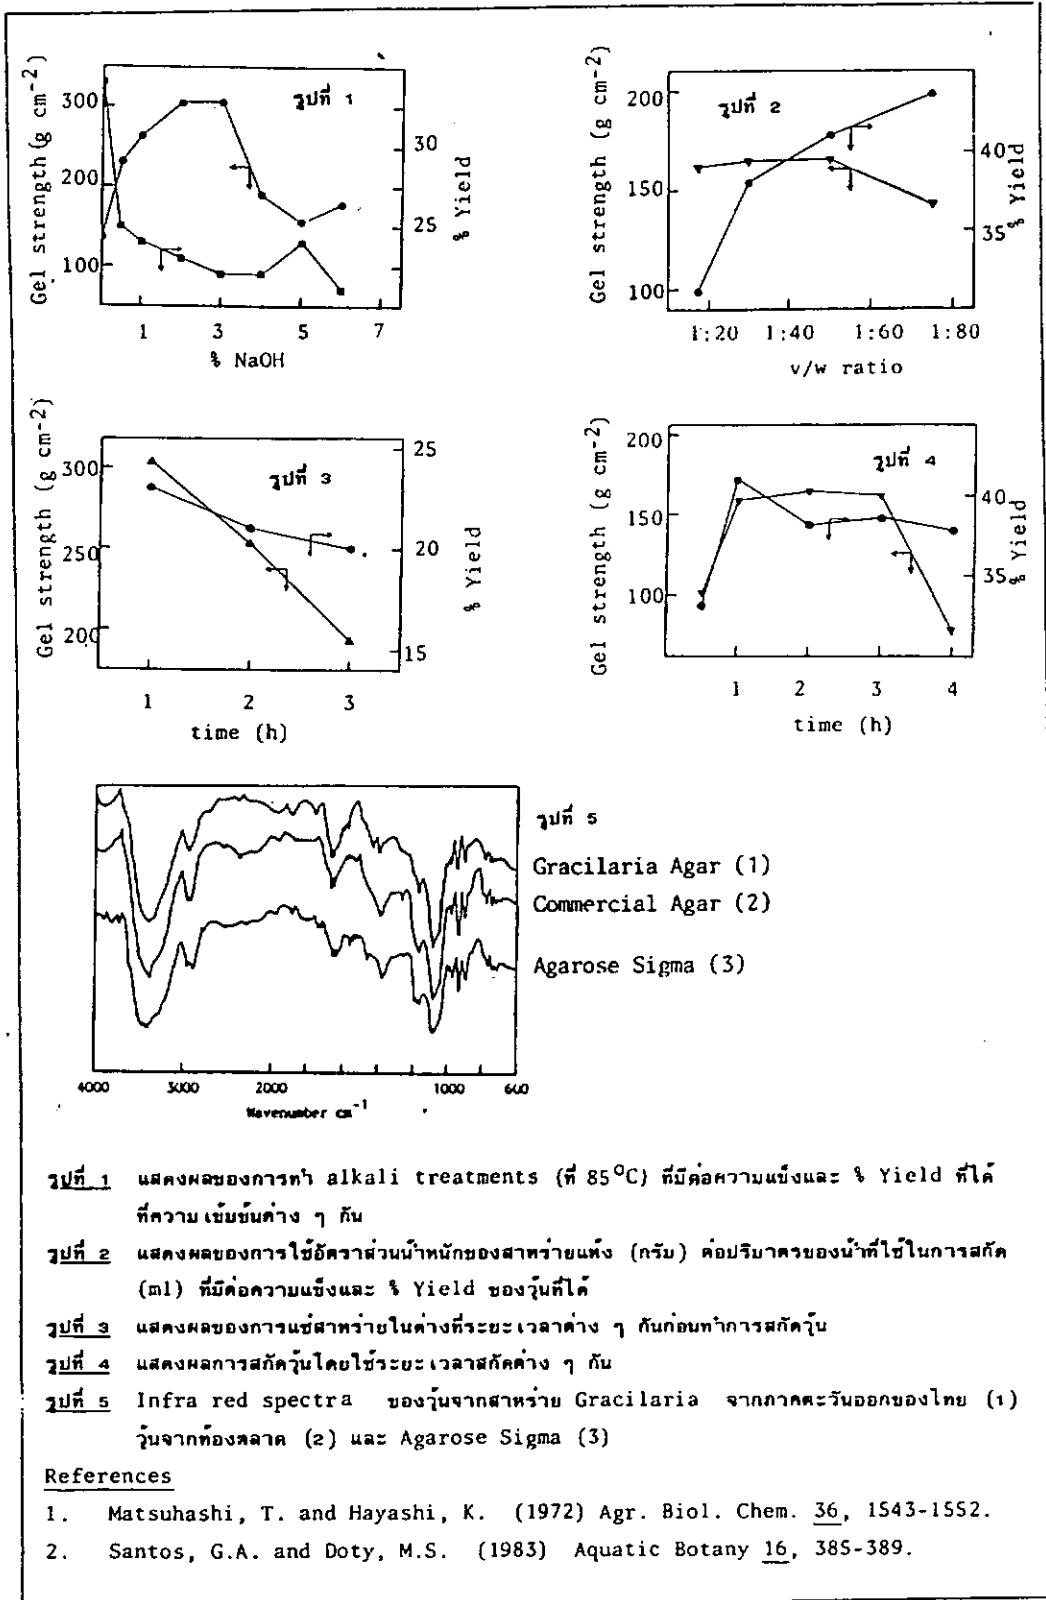 Gel strength (g cm-2)
300
200
100
รูปที่ 1
30
25
% Yield
1 3 5 7
% NaOH
Gel strength (g cm-2)
200
150
100
รูปที่ 2
40
35
% Yield
1:20 1:40 1:60 1:80
v/w ratio
Gel strength (g cm-2)
300
250
200
รูปที่ 3
25
20
15
% Yield
1 2 3
time (h)
Gel strength (g cm-2)
200
150
100
รูปที่ 4
40
35
% Yield
1 2 3 4
time (h)
รูปที่ 5
Gracilaria Agar (1)
Commercial Agar (2)
Agarose Sigma (3)
4000 3000 2000 1000 600
Wavenumber cm-1
รูปที่ 1 แสดงผลของการทำ alkali treatments (ที่ 85°C) ที่มีต่อความแข็งและ % Yield ที่ได้
ที่ความเข้มข้นต่าง ๆ กัน
รูปที่ 2 แสดงผลของการใช้อัตราส่วนน้ำหนักของสาหร่ายแห้ง (กรัม) ต่อปริมาตรของน้ำที่ใช้ในการสกัด
(ml) ที่มีต่อความแข็งและ % Yield ของวุ้นที่ได้
รูปที่ 3 แสดงผลของการแช่สาหร่ายในด่างที่ระยะเวลาต่าง ๆ กันก่อนทำการสกัดวุ้น
รูปที่ 4 แสดงผลการสกัดวุ้นโดยใช้ระยะเวลาสกัดต่าง ๆ กัน
รูปที่ 5 Infra red spectra ของวุ้นจากสาหร่าย Gracilaria จากภาคตะวันออกของไทย (1)
วุ้นจากท้องตลาด (2) และ Agarose Sigma (3)
References
1. Matsuhashi, T. and Hayashi, K. (1972) Agr. Biol. Chem. 36, 1543-1552.
2. Santos, G.A. and Doty, M.S. (1983) Aquatic Botany 16, 385-389.